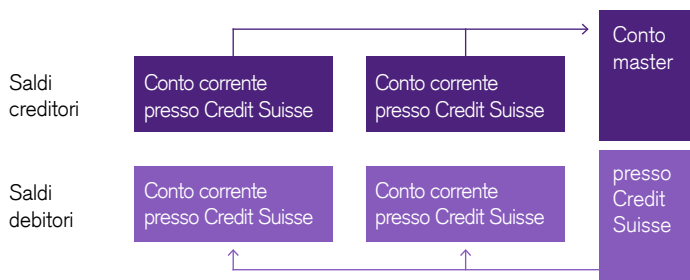 Saldi
creditori
Conto corrente
presso Credit Suisse
Conto corrente
presso Credit Suisse
Conto
master
Saldi
debitori
Conto corrente
presso Credit Suisse
Conto corrente
presso Credit Suisse
presso
Credit
Suisse